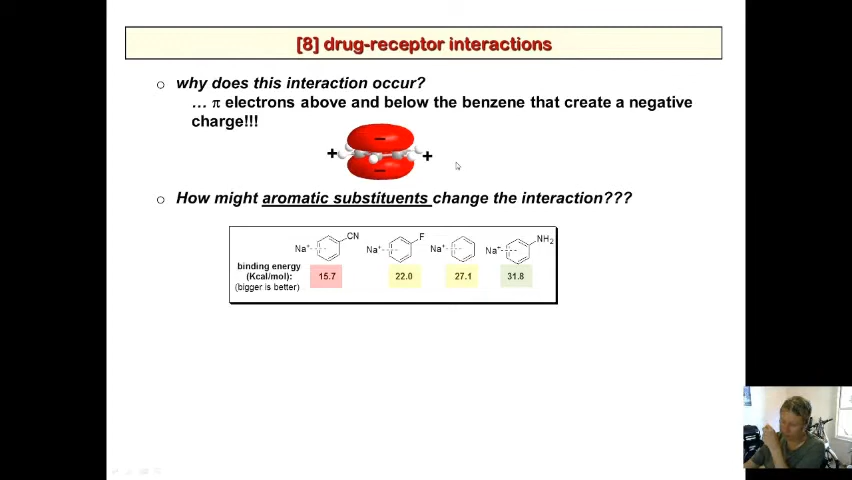 [8] drug-receptor interactions
o why does this interaction occur?
... π electrons above and below the benzene that create a negative
charge!!!
+ − − +
o How might aromatic substituents change the interaction???
Na⁺ CN Na⁺ F Na⁺ Na⁺ NH₂
binding energy
(Kcal/mol): 15.7 22.0 27.1 31.8
(bigger is better)